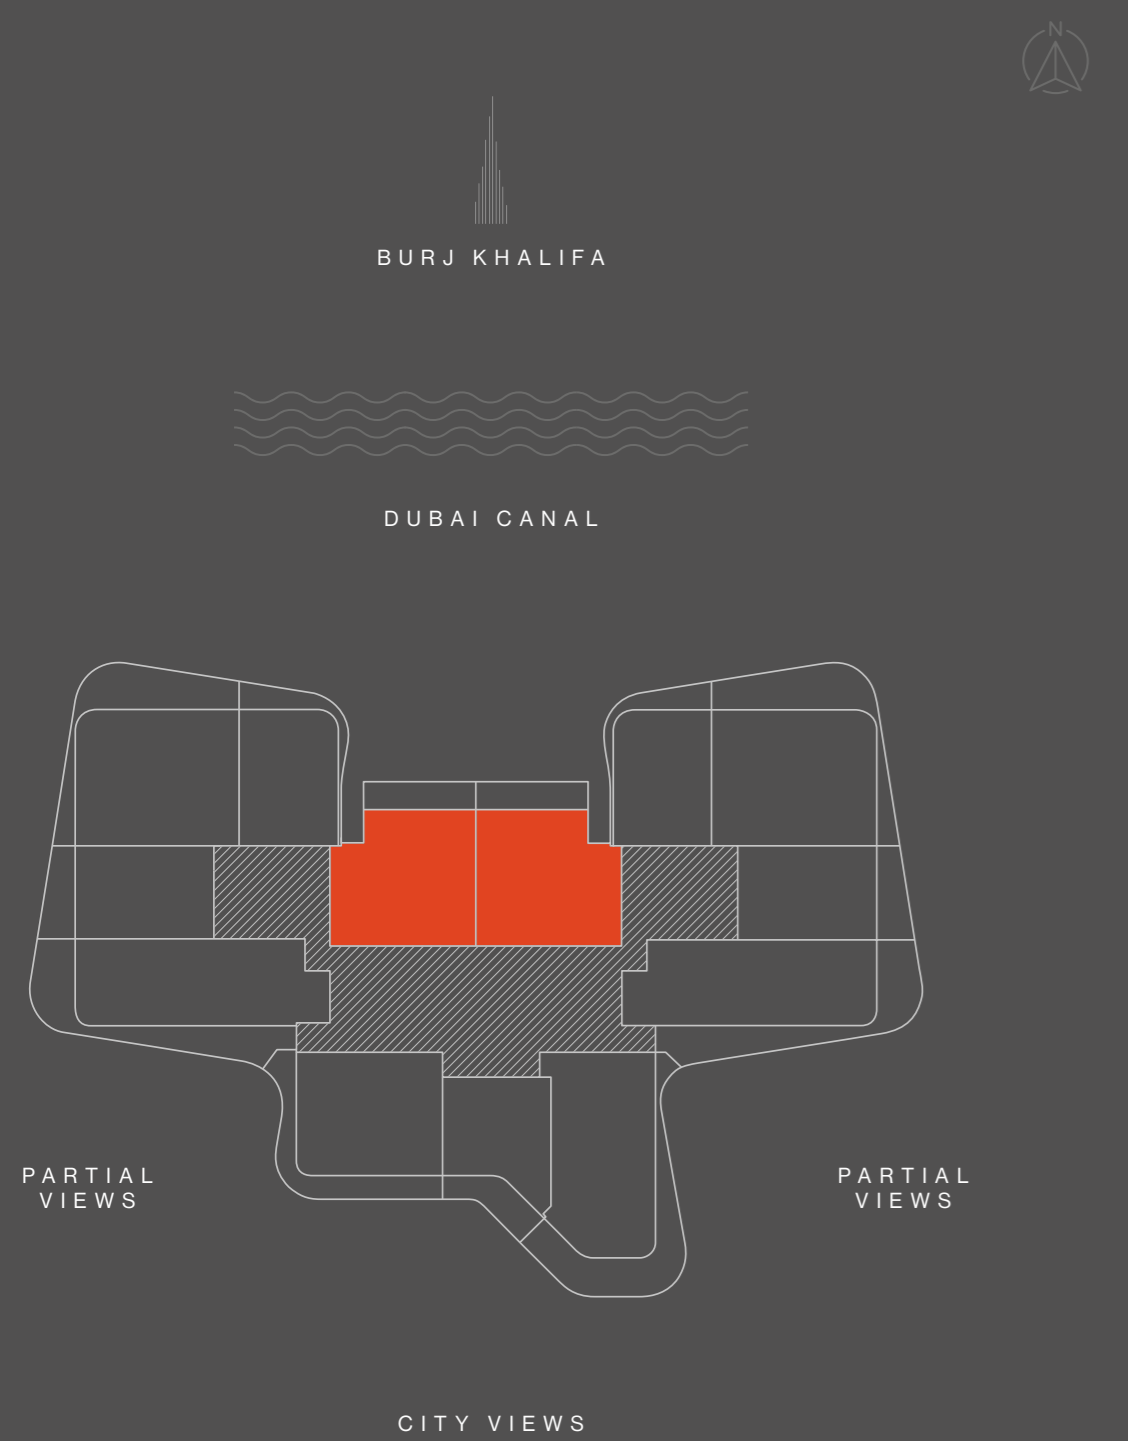 N
BURJ KHALIFA
DUBAI CANAL
PARTIAL
VIEWS
PARTIAL
VIEWS
CITY VIEWS